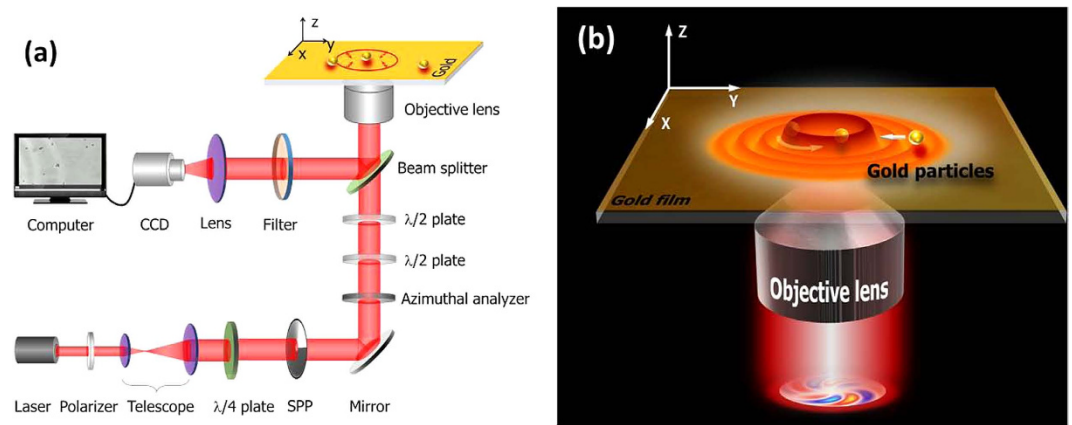 (a)
z
x
y
Gold
Objective lens
Beam splitter
Computer
CCD
Lens
Filter
λ/2 plate
λ/2 plate
Azimuthal analyzer
Laser
Polarizer
Telescope
λ/4 plate
SPP
Mirror
(b)
Z
Y
X
Gold particles
Gold film
Objective lens